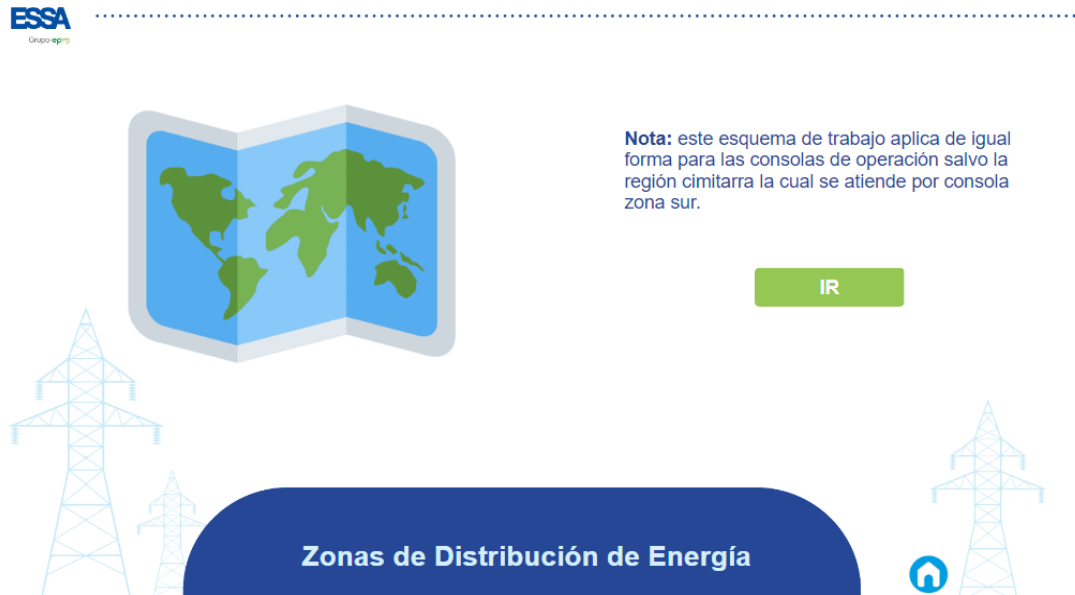 ESSA
Grupo·epm
Nota: este esquema de trabajo aplica de igual
forma para las consolas de operación salvo la
región cimitarra la cual se atiende por consola
zona sur.
IR
Zonas de Distribución de Energía